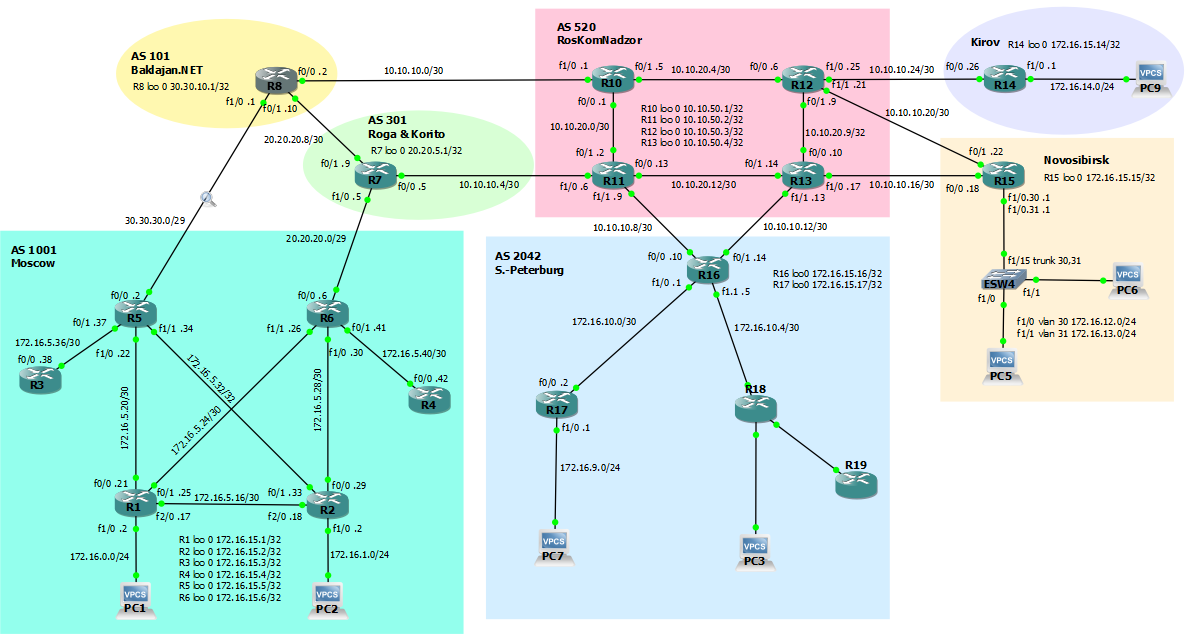 AS 101
Baklajan.NET
R8 loo 0 30.30.10.1/32
R8
f0/0 .2
f1/0 .1
f0/1 .10
10.10.10.0/30
20.20.20.8/30
30.30.30.0/29
AS 301
Roga & Korito
R7 loo 0 20.20.5.1/32
f0/1 .9
R7
f0/0 .5
f1/0 .5
10.10.10.4/30
20.20.20.0/29
AS 520
RosKomNadzor
f1/0 .1
R10
f0/1 .5
f0/0 .1
10.10.20.4/30
f0/0 .6
R12
f1/0 .25
f1/1 .21
f0/1 .9
10.10.20.0/30
R10 loo 0 10.10.50.1/32
R11 loo 0 10.10.50.2/32
R12 loo 0 10.10.50.3/32
R13 loo 0 10.10.50.4/32
10.10.20.9/32
f0/1 .2
f0/0 .13
R11
f1/0 .6
f1/1 .9
10.10.20.12/30
f0/0 .10
f0/1 .14
R13
f1/0 .17
f1/1 .13
10.10.10.24/30
10.10.10.20/30
10.10.10.16/30
10.10.10.8/30
10.10.10.12/30
Kirov
R14 loo 0 172.16.15.14/32
f0/0 .26
R14
f0/1 .1
172.16.14.0/24
VPCS
PC9
Novosibirsk
R15 loo 0 172.16.15.15/32
f0/1 .22
R15
f0/0 .18
f1/0.30 .1
f1/0.31 .1
f1/15 trunk 30,31
ESW4
f1/0
f1/1
VPCS
PC6
f1/0 vlan 30 172.16.12.0/24
f1/1 vlan 31 172.16.13.0/24
VPCS
PC5
AS 1001
Moscow
f0/0 .2
R5
f0/1 .37
f1/1 .34
f1/0 .22
172.16.5.36/30
f0/0 .38
R3
f0/0 .6
R6
f1/1 .26
f0/1 .41
f1/0 .30
172.16.5.40/30
f0/0 .42
R4
172.16.5.32/32
172.16.5.20/30
172.16.5.24/30
172.16.5.28/30
f0/0 .21
R1
f0/1 .25
f2/0 .17
f1/0 .2
172.16.5.16/30
f0/0 .29
f0/1 .33
R2
f2/0 .18
f1/0 .2
172.16.0.0/24
172.16.1.0/24
R1 loo 0 172.16.15.1/32
R2 loo 0 172.16.15.2/32
R3 loo 0 172.16.15.3/32
R4 loo 0 172.16.15.4/32
R5 loo 0 172.16.15.5/32
R6 loo 0 172.16.15.6/32
VPCS
PC1
VPCS
PC2
AS 2042
S.-Peterburg
f0/0 .10
f0/1 .14
R16
f1/0 .1
f1.1 .5
R16 loo0 172.16.15.16/32
R17 loo0 172.16.15.17/32
172.16.10.0/30
172.16.10.4/30
f0/0 .2
R17
f1/0 .1
R18
R19
172.16.9.0/24
VPCS
PC7
VPCS
PC3